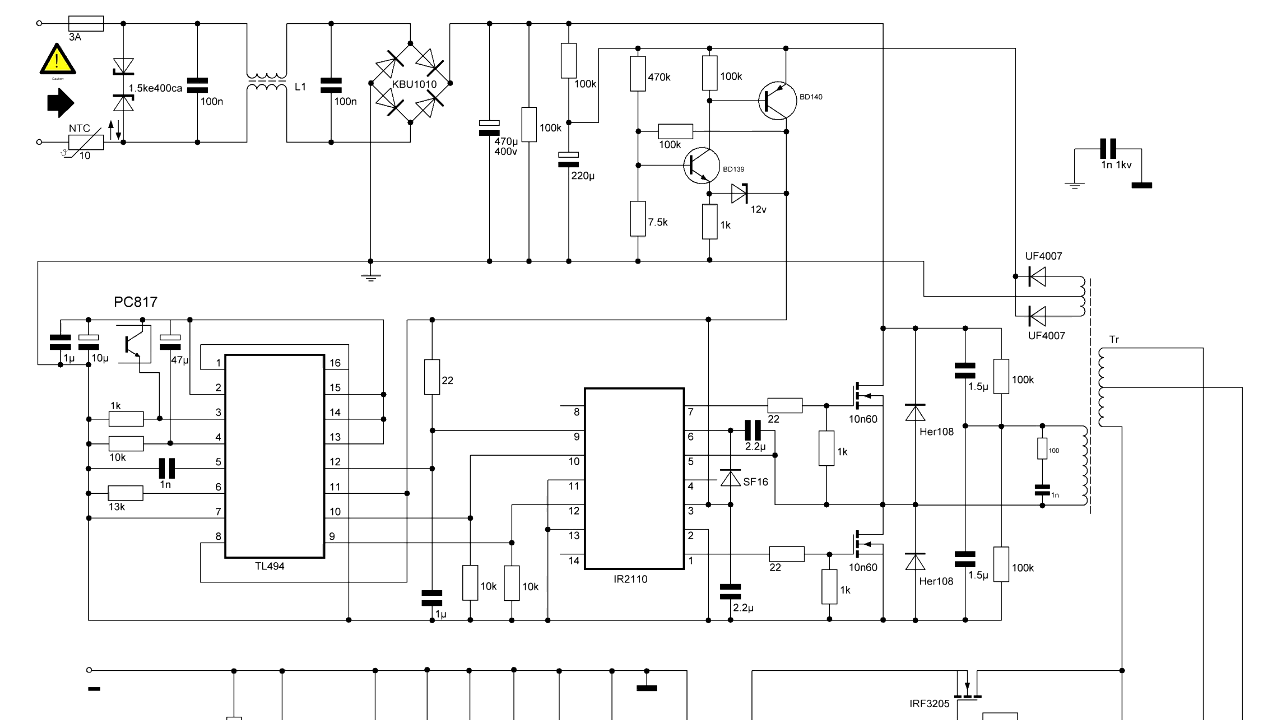 3A
Caution
1.5ke400ca
100n
L1
100n
KBU1010
NTC
10
470µ
400v
100k
100k
220µ
470k
100k
BD140
100k
BD139
12v
7.5k
1k
1n 1kv
UF4007
UF4007
Tr
PC817
1µ
10µ
47µ
1k
10k
1n
13k
1
2
3
4
5
6
7
8
16
15
14
13
12
11
10
9
TL494
22
1µ
10k
10k
8
9
10
11
12
13
14
7
6
5
4
3
2
1
IR2110
22
2.2µ
SF16
1k
10n60
Her108
1.5µ
100k
100
1n
22
2.2µ
1k
10n60
Her108
1.5µ
100k
IRF3205